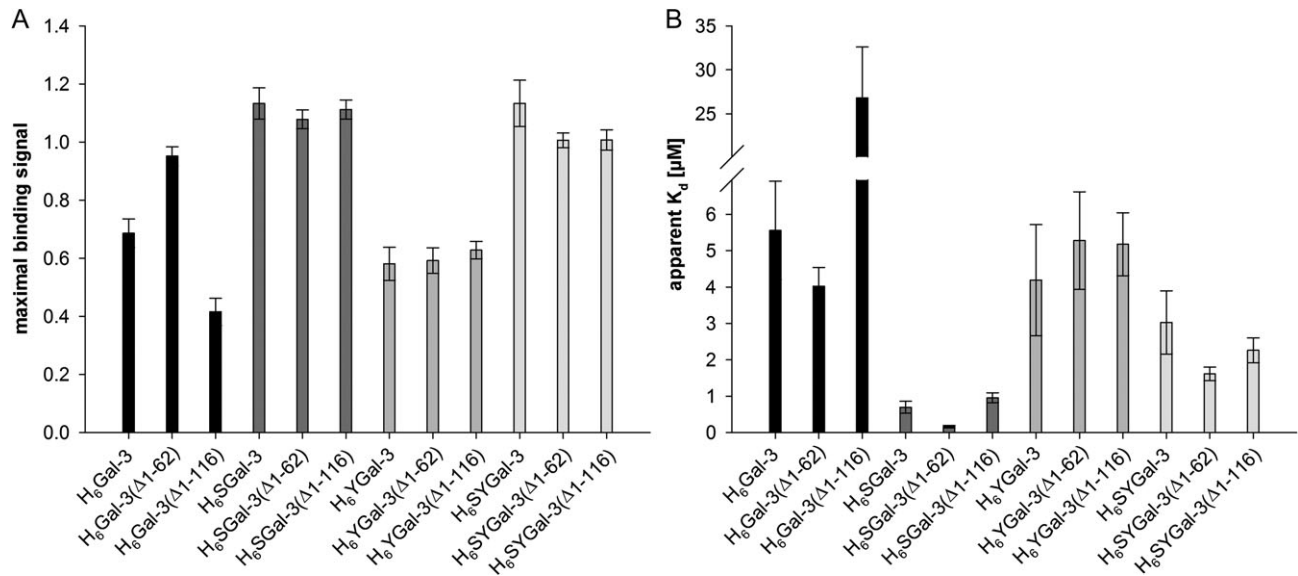 A
maximal binding signal
1.4
1.2
1.0
0.8
0.6
0.4
0.2
0.0
H₆Gal-3
H₆Gal-3(Δ1-62)
H₆Gal-3(Δ1-116)
H₆SGal-3
H₆SGal-3(Δ1-62)
H₆SGal-3(Δ1-116)
H₆YGal-3
H₆YGal-3(Δ1-62)
H₆YGal-3(Δ1-116)
H₆SYGal-3
H₆SYGal-3(Δ1-62)
H₆SYGal-3(Δ1-116)
B
apparent K_d [µM]
35
30
25
6
5
4
3
2
1
0
H₆Gal-3
H₆Gal-3(Δ1-62)
H₆Gal-3(Δ1-116)
H₆SGal-3
H₆SGal-3(Δ1-62)
H₆SGal-3(Δ1-116)
H₆YGal-3
H₆YGal-3(Δ1-62)
H₆YGal-3(Δ1-116)
H₆SYGal-3
H₆SYGal-3(Δ1-62)
H₆SYGal-3(Δ1-116)